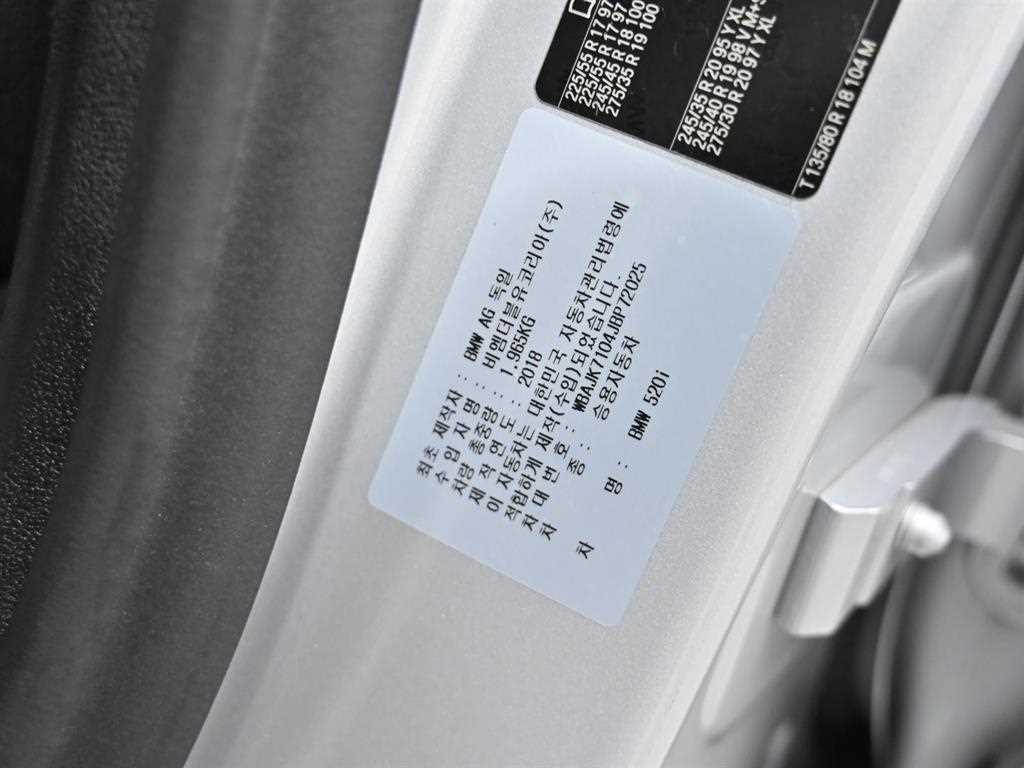 225/55 R 17 97
225/55 R 17 97
245/45 R 18 100
275/35 R 19 100
245/35 R 20 95 Y XL
245/40 R 19 98 V M+S
275/30 R 20 97 Y XL
T 135/80 R 18 104 M
최초 제작자 : BMW AG 독일
수 입 자 명 : 비엠더블유코리아(주)
차량 총중량 : 1.965KG
제 작 연 도 : 2018
이 자동차는 대한민국 자동차관리법령에
적합하게 제작(수입)되었습니다.
차 대 번 호 : WBAJK1104JBP72025
차 종 : 승용자동차
차 명 : BMW 520i